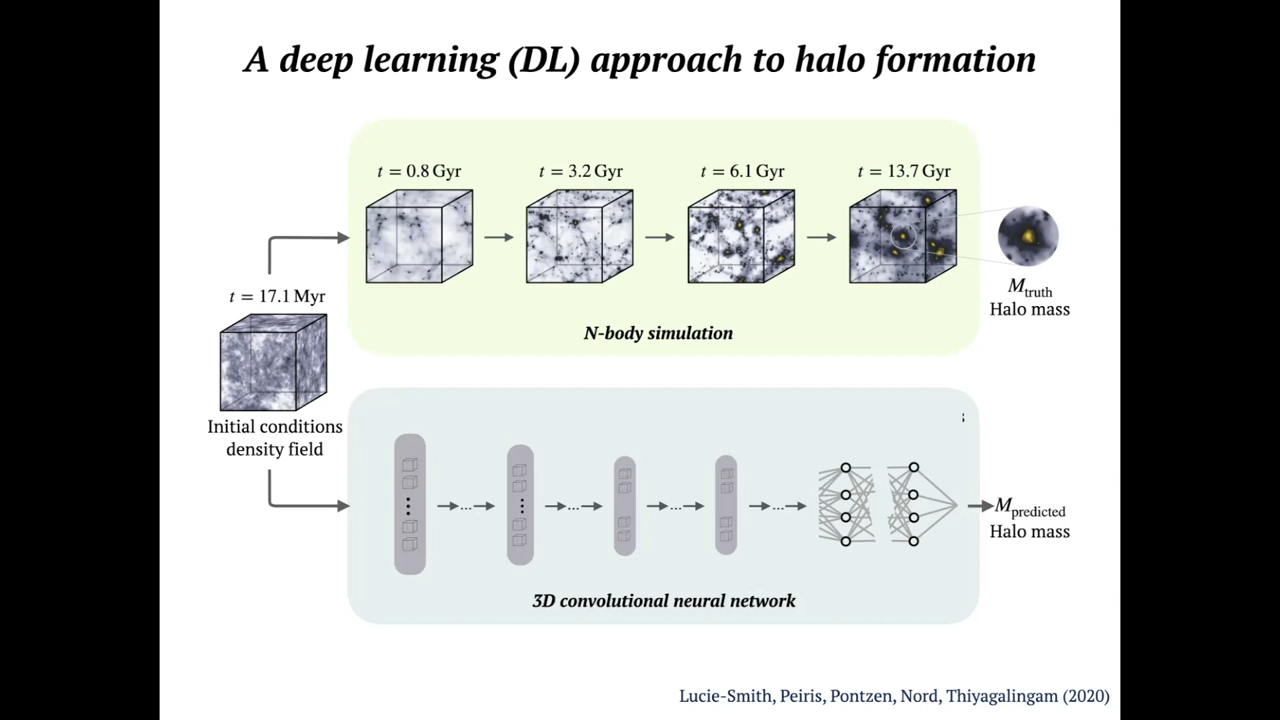 A deep learning (DL) approach to halo formation
t = 0.8 Gyr
t = 3.2 Gyr
t = 6.1 Gyr
t = 13.7 Gyr
M_truth
Halo mass
N-body simulation
t = 17.1 Myr
Initial conditions
density field
...
...
...
...
M_predicted
Halo mass
3D convolutional neural network
Lucie-Smith, Peiris, Pontzen, Nord, Thiyagalingam (2020)